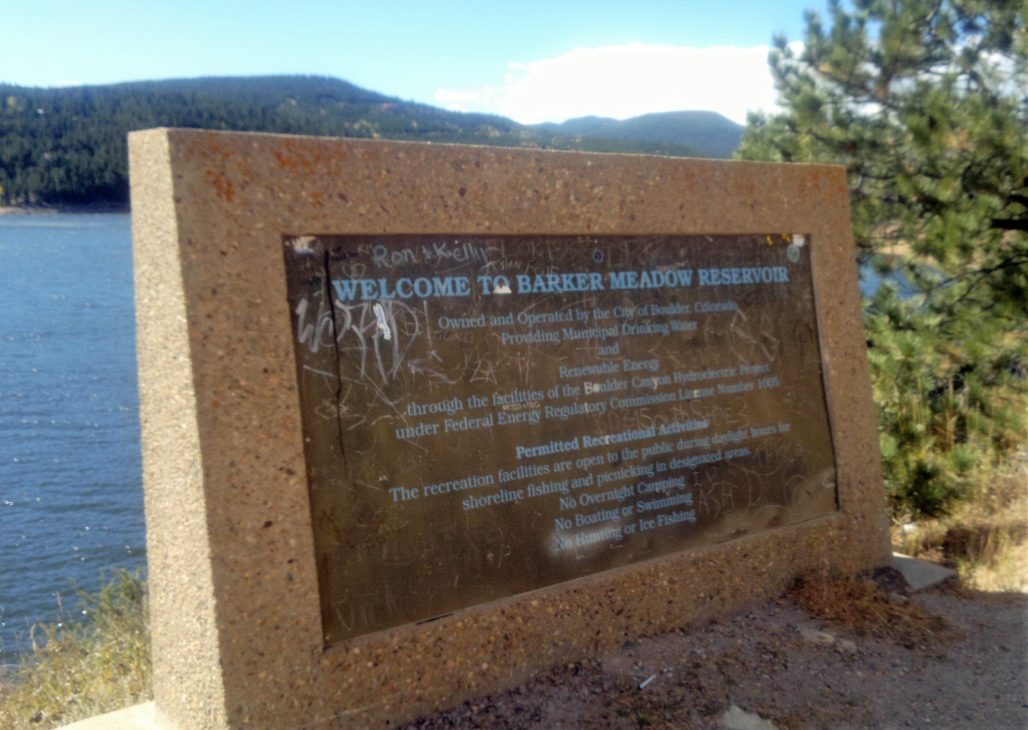 Ron & Kelly
WELCOME TO BARKER MEADOW RESERVOIR
Owned and Operated by the City of Boulder, Colorado
Providing Municipal Drinking Water
and
Renewable Energy
through the facilities of the Boulder Canyon Hydroelectric Project
under Federal Energy Regulatory Commission License Number 1005
Permitted Recreational Activities
The recreation facilities are open to the public during daylight hours for
shoreline fishing and picnicking in designated areas.
No Overnight Camping
No Boating or Swimming
No Hunting or Ice Fishing